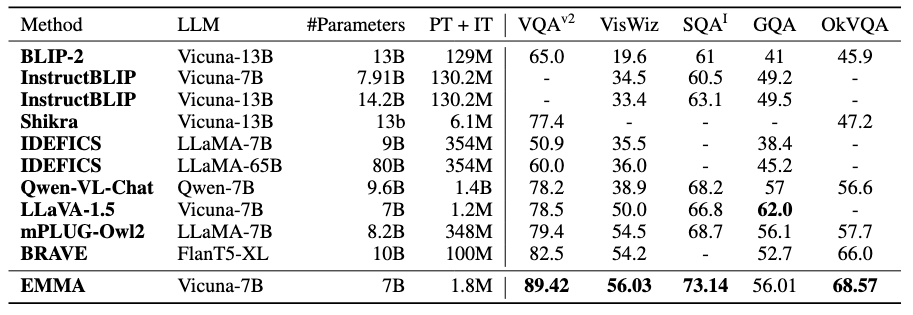 Method LLM #Parameters PT + IT VQAv2 VisWiz SQAI GQA OkVQA
BLIP-2 Vicuna-13B 13B 129M 65.0 19.6 61 41 45.9
InstructBLIP Vicuna-7B 7.91B 130.2M - 34.5 60.5 49.2 -
InstructBLIP Vicuna-13B 14.2B 130.2M - 33.4 63.1 49.5 -
Shikra Vicuna-13B 13b 6.1M 77.4 - - - 47.2
IDEFICS LLaMA-7B 9B 354M 50.9 35.5 - 38.4 -
IDEFICS LLaMA-65B 80B 354M 60.0 36.0 - 45.2 -
Qwen-VL-Chat Qwen-7B 9.6B 1.4B 78.2 38.9 68.2 57 56.6
LLaVA-1.5 Vicuna-7B 7B 1.2M 78.5 50.0 66.8 62.0 -
mPLUG-Owl2 LLaMA-7B 8.2B 348M 79.4 54.5 68.7 56.1 57.7
BRAVE FlanT5-XL 10B 100M 82.5 54.2 - 52.7 66.0
EMMA Vicuna-7B 7B 1.8M 89.42 56.03 73.14 56.01 68.57